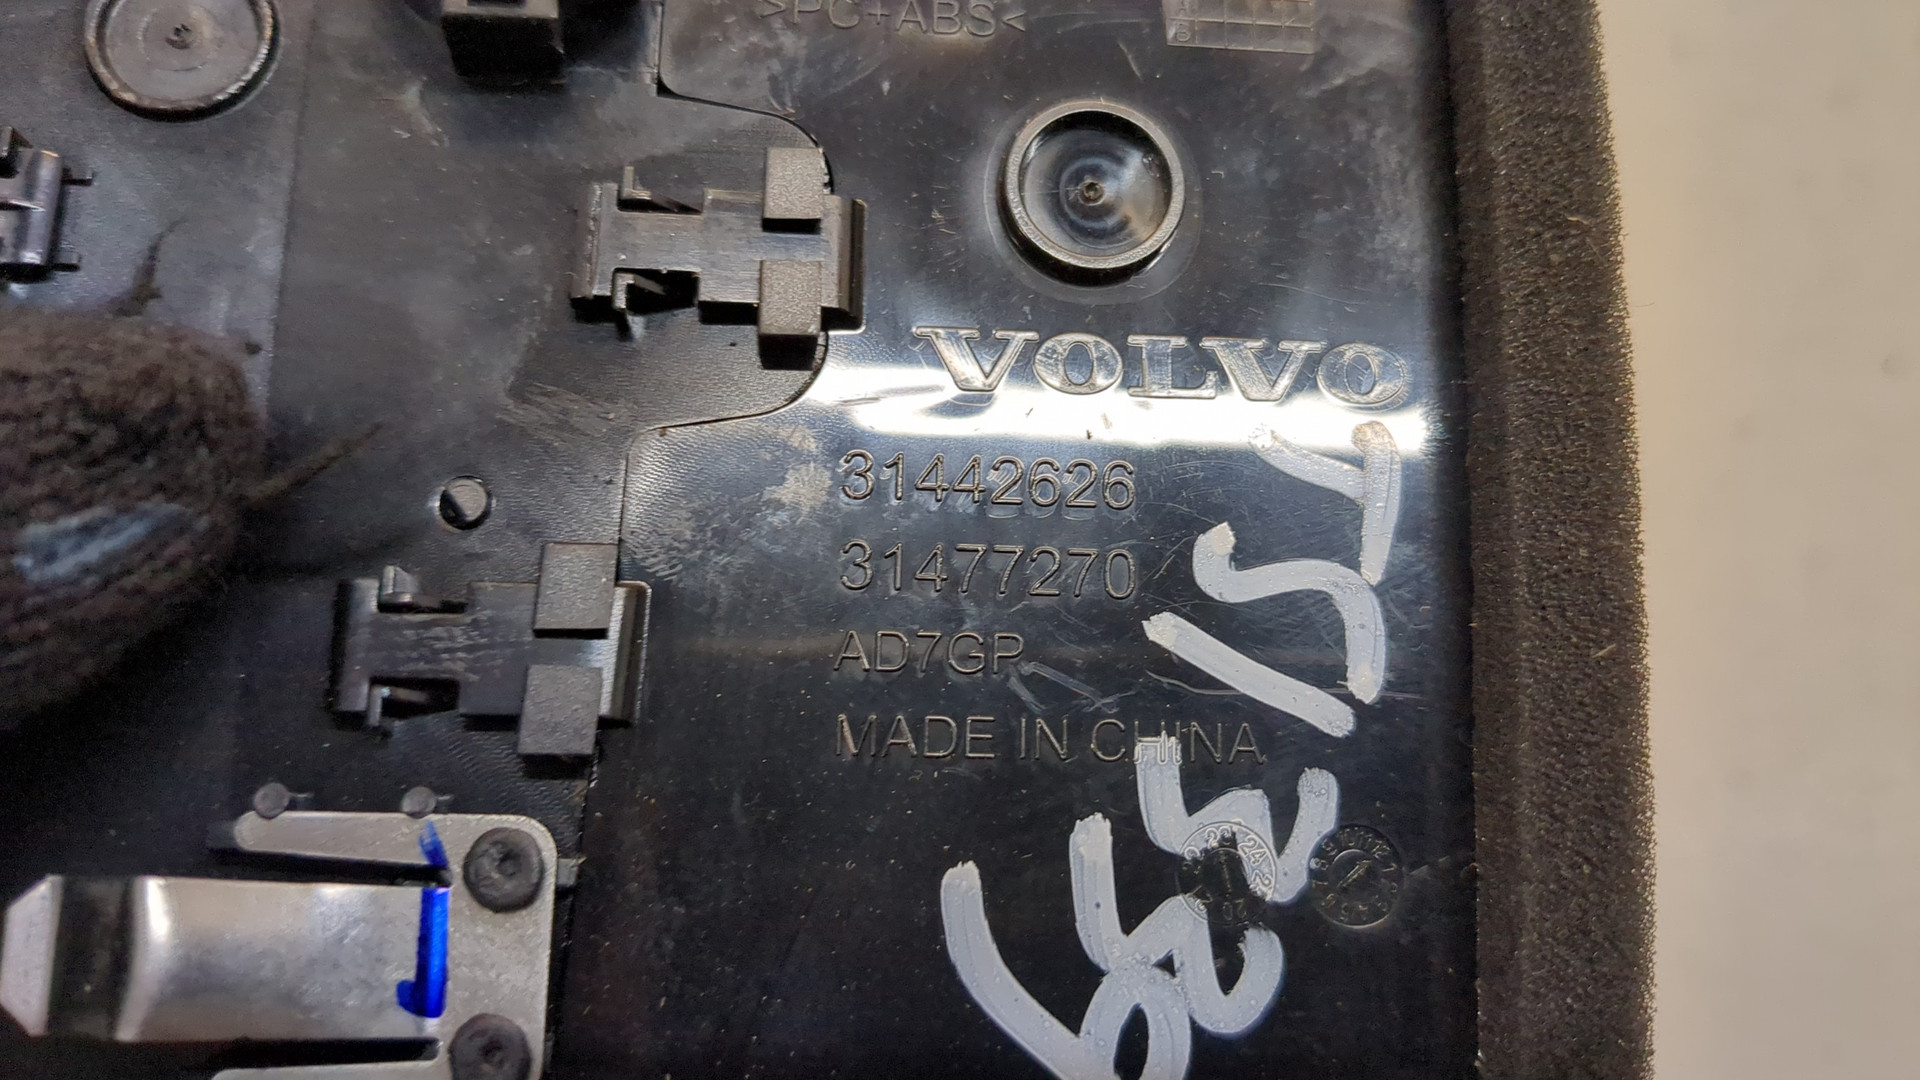 >PC+ABS<
A
B
VOLVO
31442626
31477270
AD7GP
MADE IN CHINA